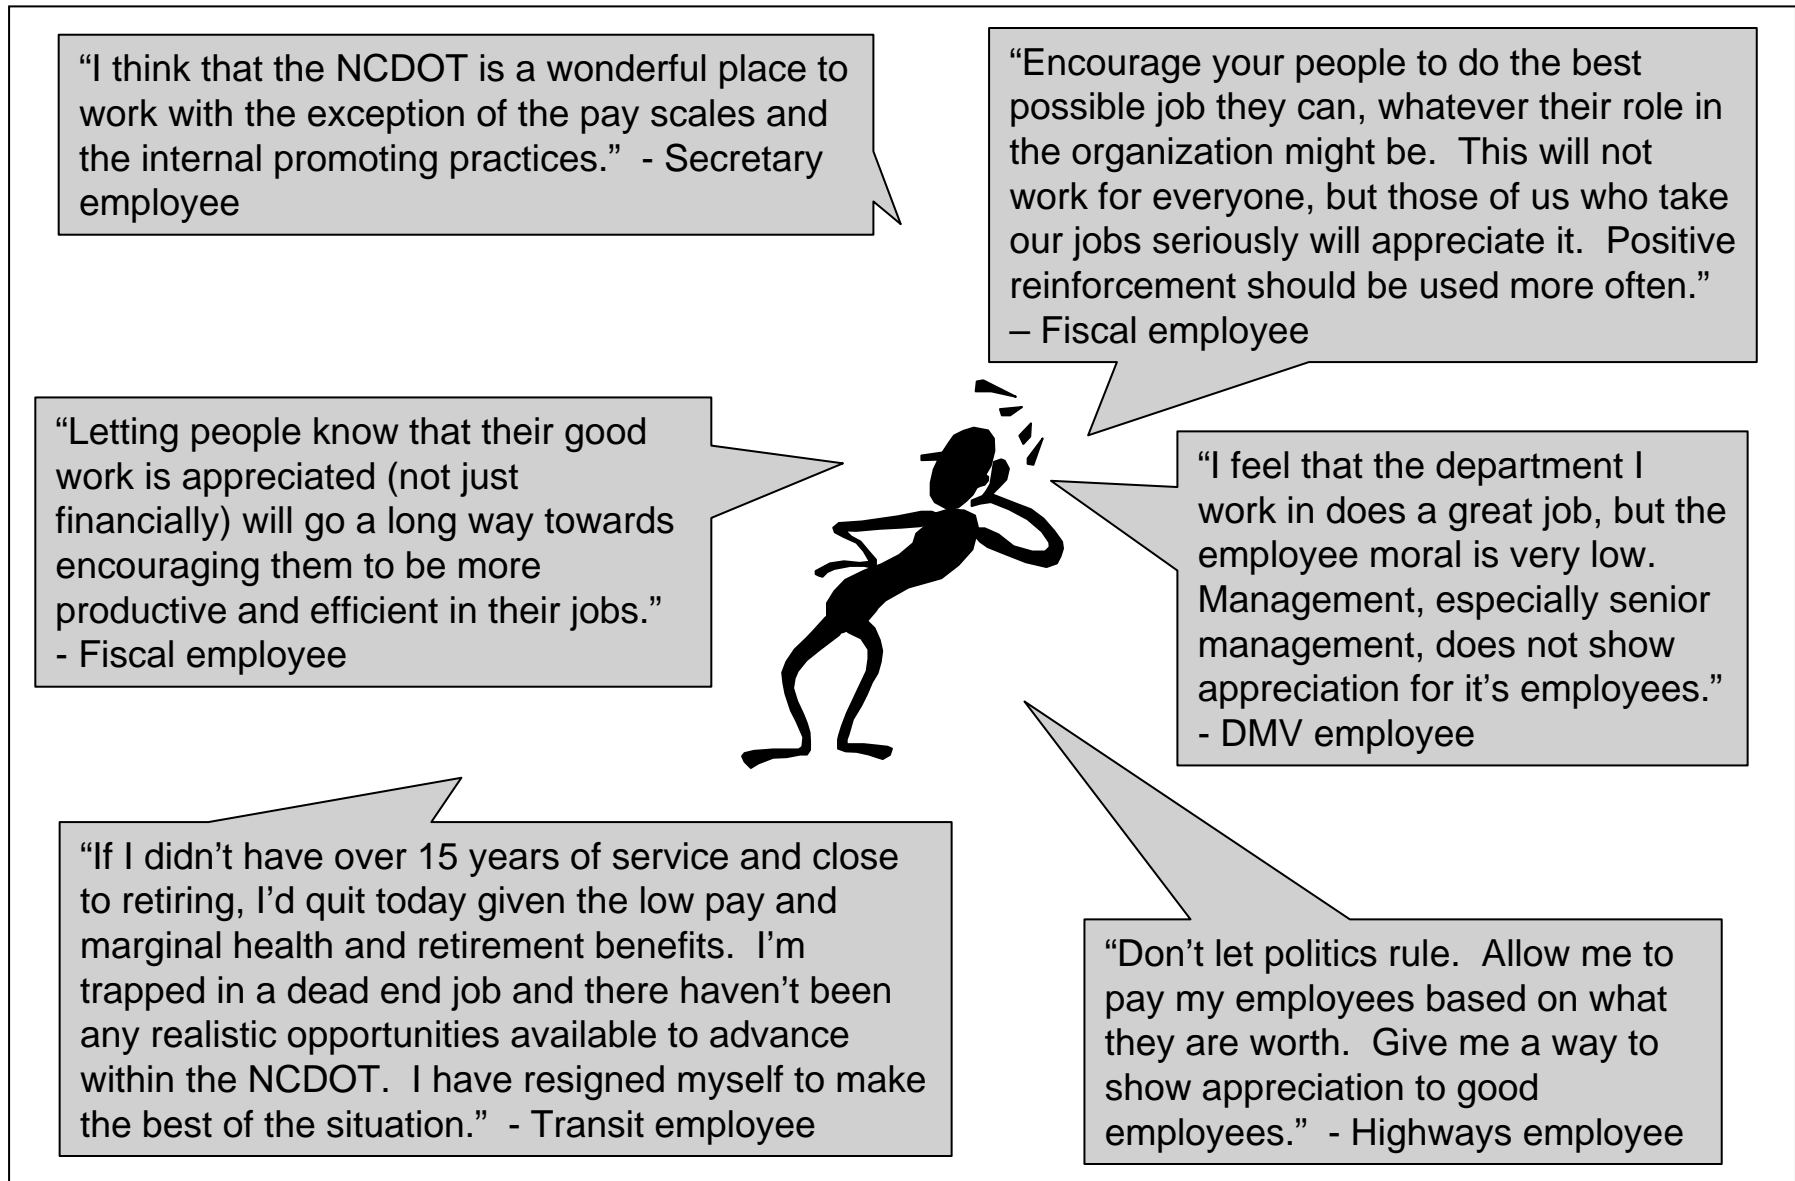 “I think that the NCDOT is a wonderful place to
work with the exception of the pay scales and
the internal promoting practices.”  - Secretary
employee
“Encourage your people to do the best
possible job they can, whatever their role in
the organization might be.  This will not
work for everyone, but those of us who take
our jobs seriously will appreciate it.  Positive
reinforcement should be used more often.”
– Fiscal employee
“Letting people know that their good
work is appreciated (not just
financially) will go a long way towards
encouraging them to be more
productive and efficient in their jobs.”
- Fiscal employee
“I feel that the department I
work in does a great job, but the
employee moral is very low.
Management, especially senior
management, does not show
appreciation for it’s employees.”
- DMV employee
“If I didn’t have over 15 years of service and close
to retiring, I’d quit today given the low pay and
marginal health and retirement benefits.  I’m
trapped in a dead end job and there haven’t been
any realistic opportunities available to advance
within the NCDOT.  I have resigned myself to make
the best of the situation.”  - Transit employee
“Don’t let politics rule.  Allow me to
pay my employees based on what
they are worth.  Give me a way to
show appreciation to good
employees.”  - Highways employee